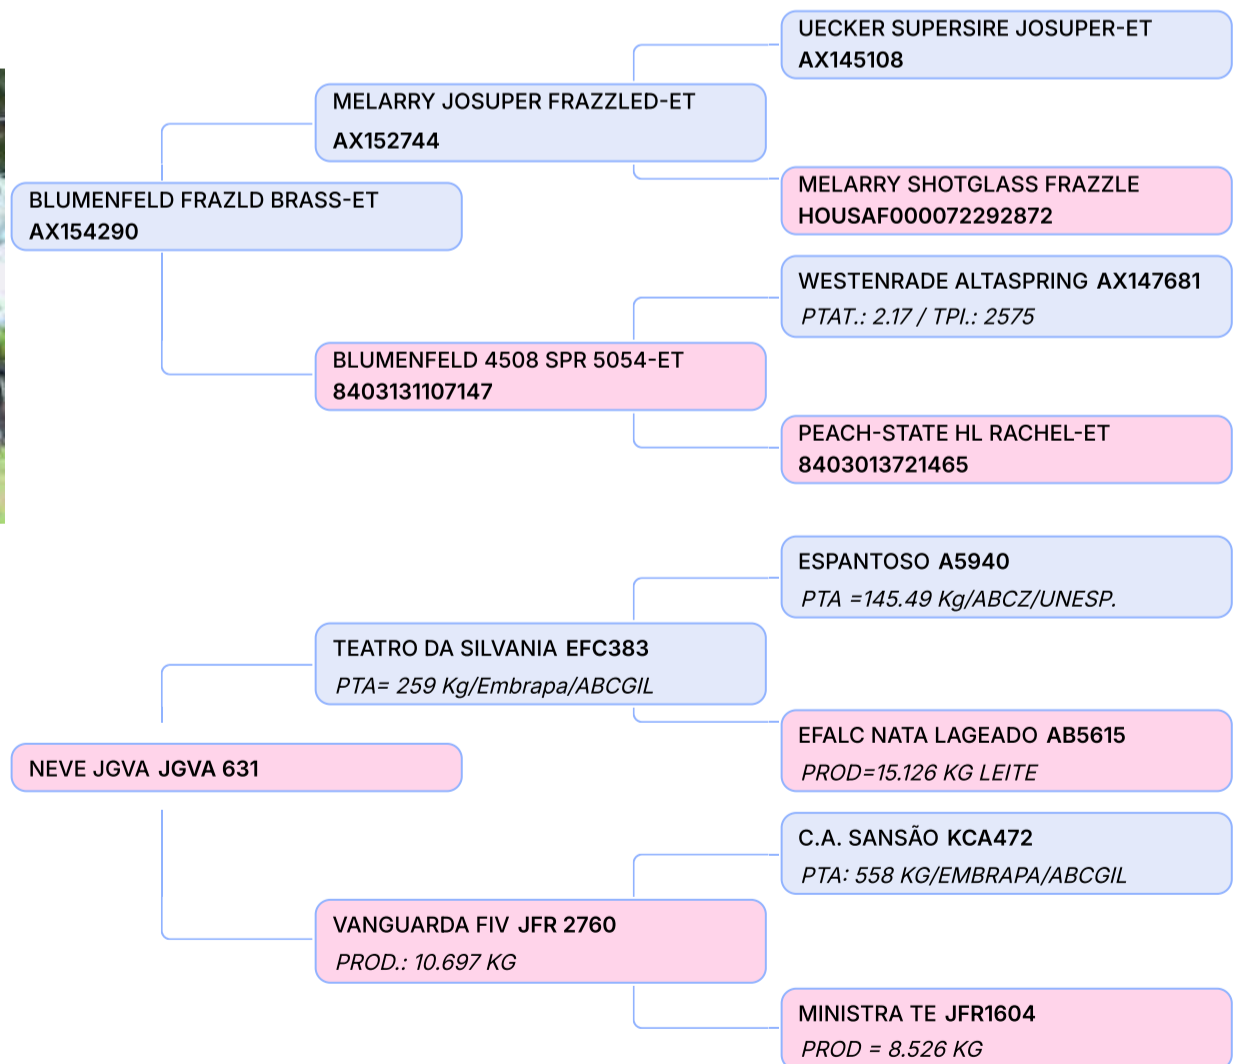 UECKER SUPERSIRE JOSUPER-ET
AX145108
MELARRY JOSUPER FRAZZLED-ET
AX152744
MELARRY SHOTGLASS FRAZZLE
HOUSAF000072292872
BLUMENFELD FRAZLD BRASS-ET
AX154290
WESTENRADE ALTASPRING AX147681
PTAT.: 2.17 / TPI.: 2575
BLUMENFELD 4508 SPR 5054-ET
8403131107147
PEACH-STATE HL RACHEL-ET
8403013721465
ESPANTOSO A5940
PTA =145.49 Kg/ABCZ/UNESP.
TEATRO DA SILVANIA EFC383
PTA= 259 Kg/Embrapa/ABCGIL
EFALC NATA LAGEADO AB5615
PROD=15.126 KG LEITE
NEVE JGVA JGVA 631
C.A. SANSÃO KCA472
PTA: 558 KG/EMBRAPA/ABCGIL
VANGUARDA FIV JFR 2760
PROD.: 10.697 KG
MINISTRA TE JFR1604
PROD = 8.526 KG